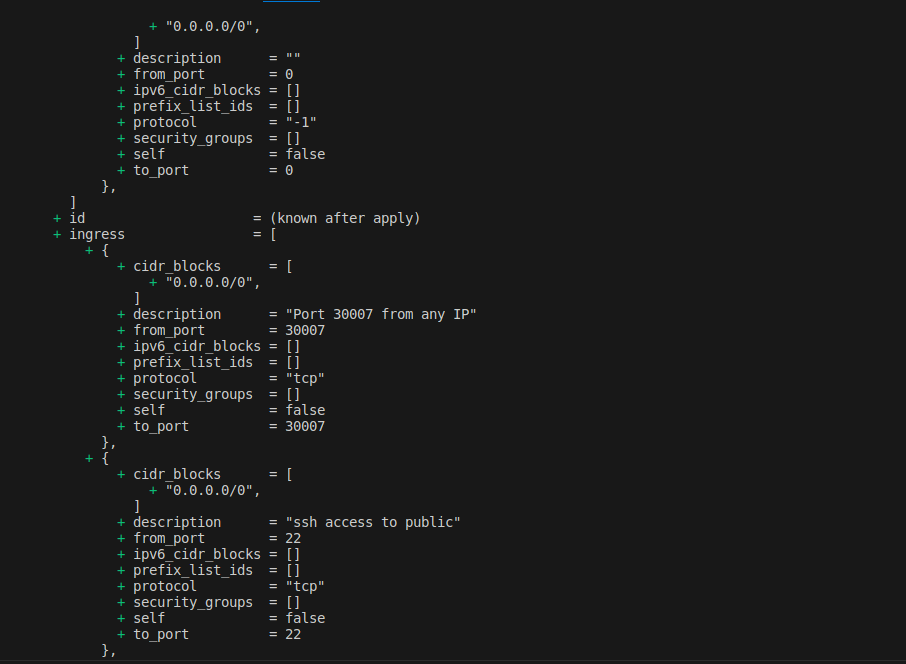 + "0.0.0.0/0",
]
+ description      = ""
+ from_port        = 0
+ ipv6_cidr_blocks = []
+ prefix_list_ids  = []
+ protocol         = "-1"
+ security_groups  = []
+ self             = false
+ to_port          = 0
},
]
+ id                     = (known after apply)
+ ingress                = [
+ {
+ cidr_blocks      = [
+ "0.0.0.0/0",
]
+ description      = "Port 30007 from any IP"
+ from_port        = 30007
+ ipv6_cidr_blocks = []
+ prefix_list_ids  = []
+ protocol         = "tcp"
+ security_groups  = []
+ self             = false
+ to_port          = 30007
},
+ {
+ cidr_blocks      = [
+ "0.0.0.0/0",
]
+ description      = "ssh access to public"
+ from_port        = 22
+ ipv6_cidr_blocks = []
+ prefix_list_ids  = []
+ protocol         = "tcp"
+ security_groups  = []
+ self             = false
+ to_port          = 22
},